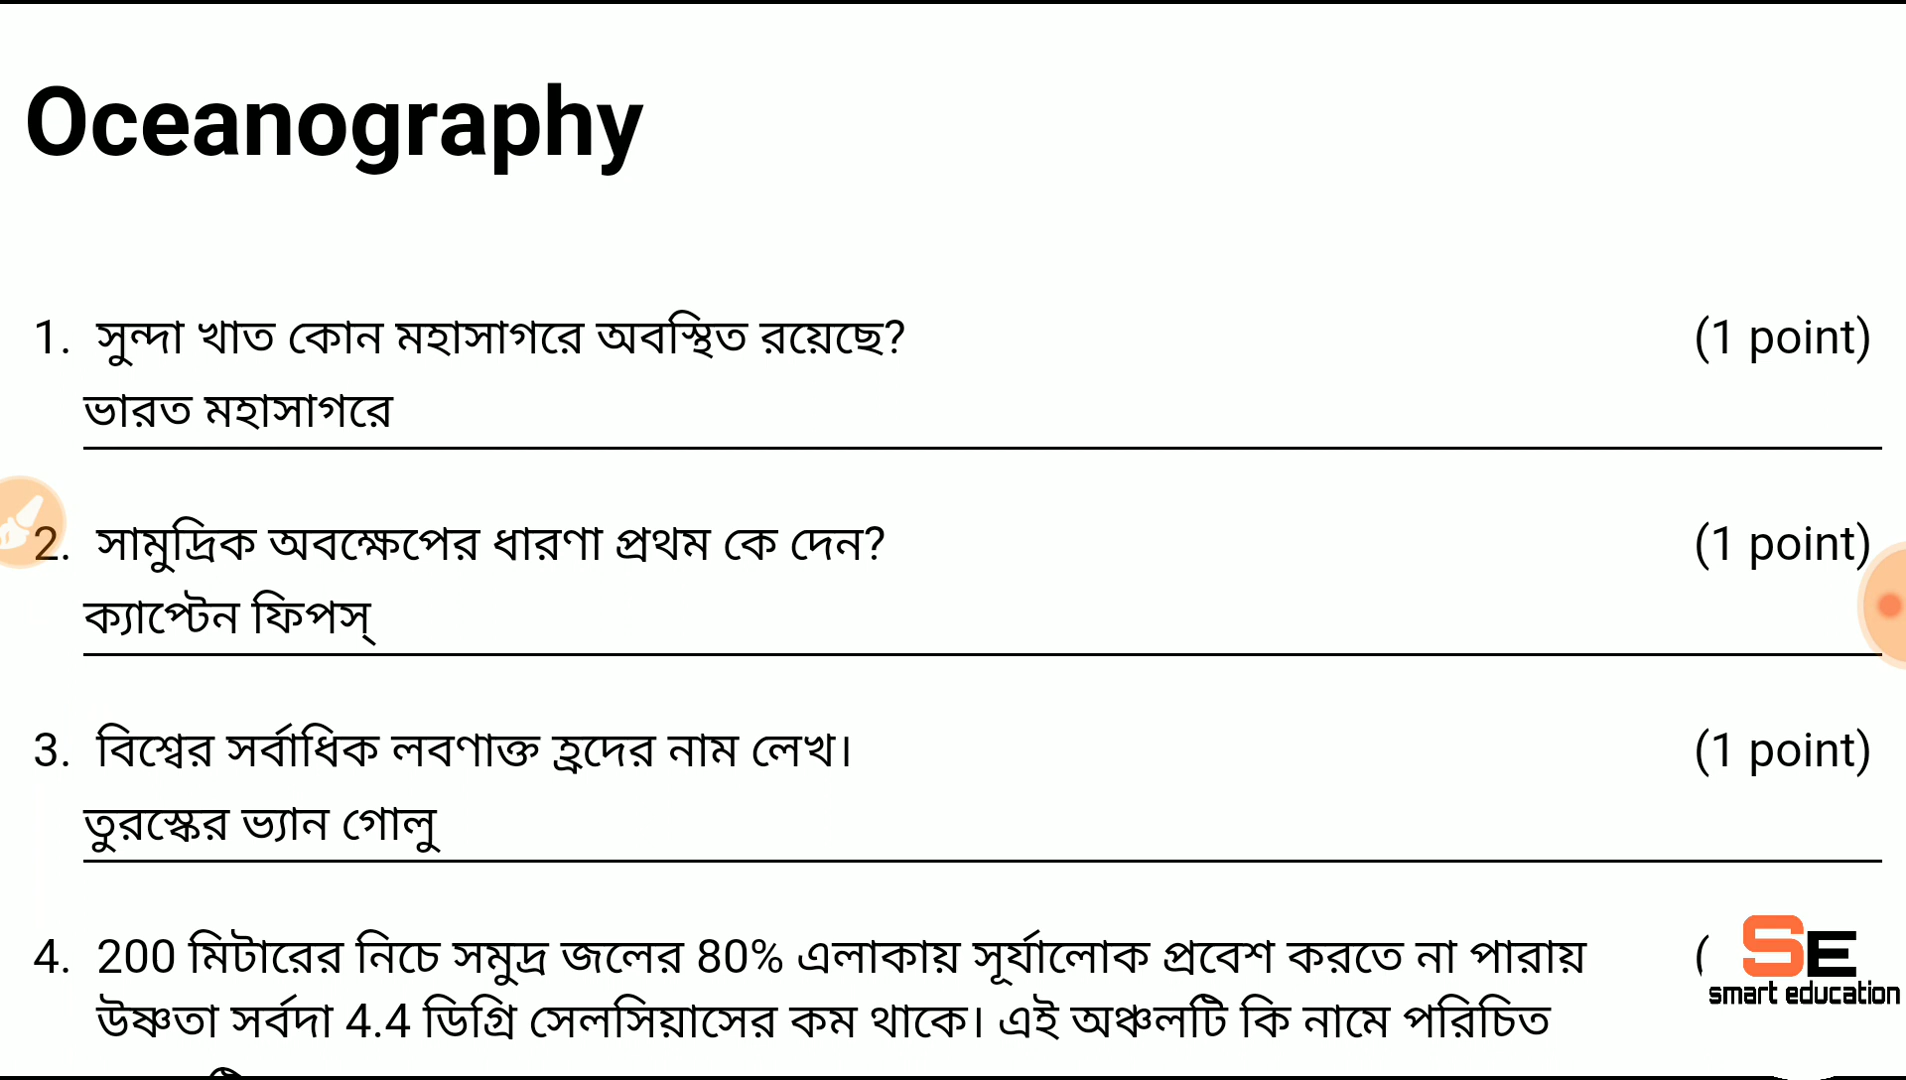 Oceanography
1. সুন্দা খাত কোন মহাসাগরে অবস্থিত রয়েছে? (1 point)
ভারত মহাসাগরে
2. সামুদ্রিক অবক্ষেপের ধারণা প্রথম কে দেন? (1 point)
ক্যাপ্টেন ফিপস্
3. বিশ্বের সর্বাধিক লবণাক্ত হ্রদের নাম লেখ। (1 point)
তুরস্কের ভ্যান গোলু
4. 200 মিটারের নিচে সমুদ্র জলের 80% এলাকায় সূর্যালোক প্রবেশ করতে না পারায় (
উষ্ণতা সর্বদা 4.4 ডিগ্রি সেলসিয়াসের কম থাকে। এই অঞ্চলটি কি নামে পরিচিত
SE
smart education